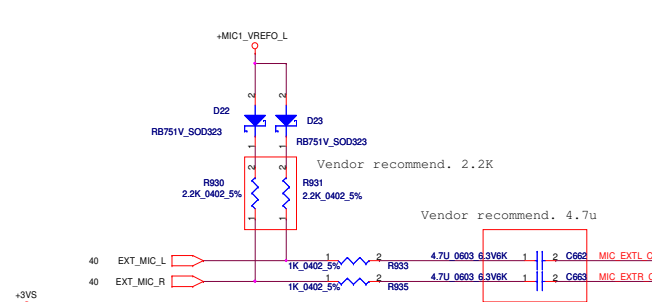 +MIC1_VREFO_L
2 2
D22 D23
RB751V_SOD323
RB751V_SOD323
1 1
Vendor recommend. 2.2K
2 2
R930 R931
2.2K_0402_5% 2.2K_0402_5%
1 1
Vendor recommend. 4.7u
40 EXT_MIC_L 1 2 R933 4.7U_0603_6.3V6K 1 2 C662 MIC_EXTL_C
1K_0402_5%
40 EXT_MIC_R 1 2 R935 4.7U_0603_6.3V6K 1 2 C663 MIC_EXTR_C
1K_0402_5%
+3VS